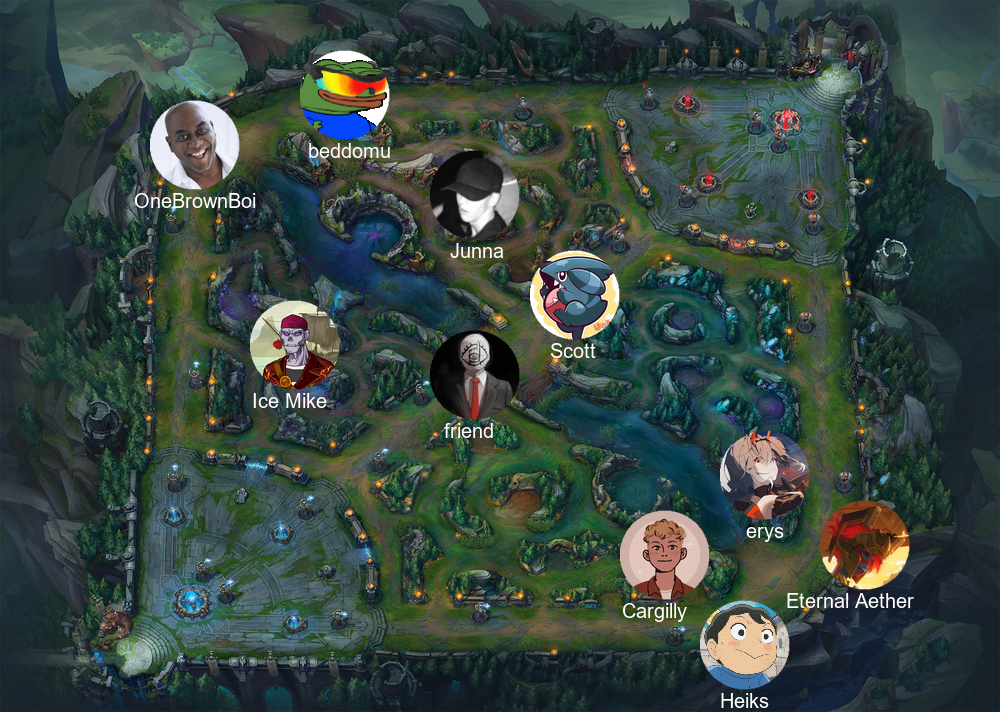 beddomu
OneBrownBoi
Junna
Scott
Ice Mike
friend
erys
Eternal Aether
Cargilly
Heiks